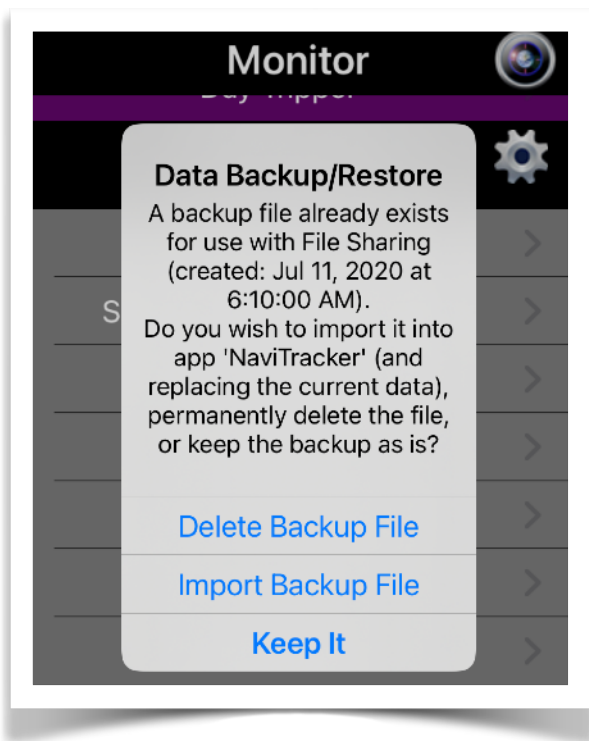 Monitor
Data Backup/Restore
A backup file already exists
for use with File Sharing
(created: Jul 11, 2020 at
6:10:00 AM).
Do you wish to import it into
app 'NaviTracker' (and
replacing the current data),
permanently delete the file,
or keep the backup as is?
Delete Backup File
Import Backup File
Keep It
S